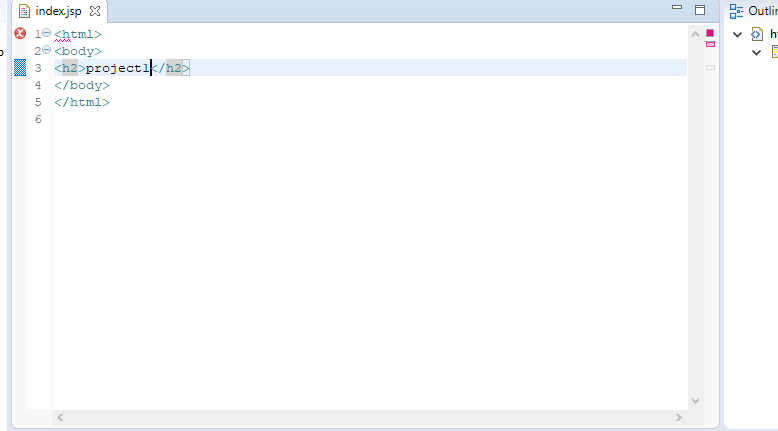 index.jsp
Outlin
1 <html>
2 <body>
3 <h2>project1</h2>
4 </body>
5 </html>
6